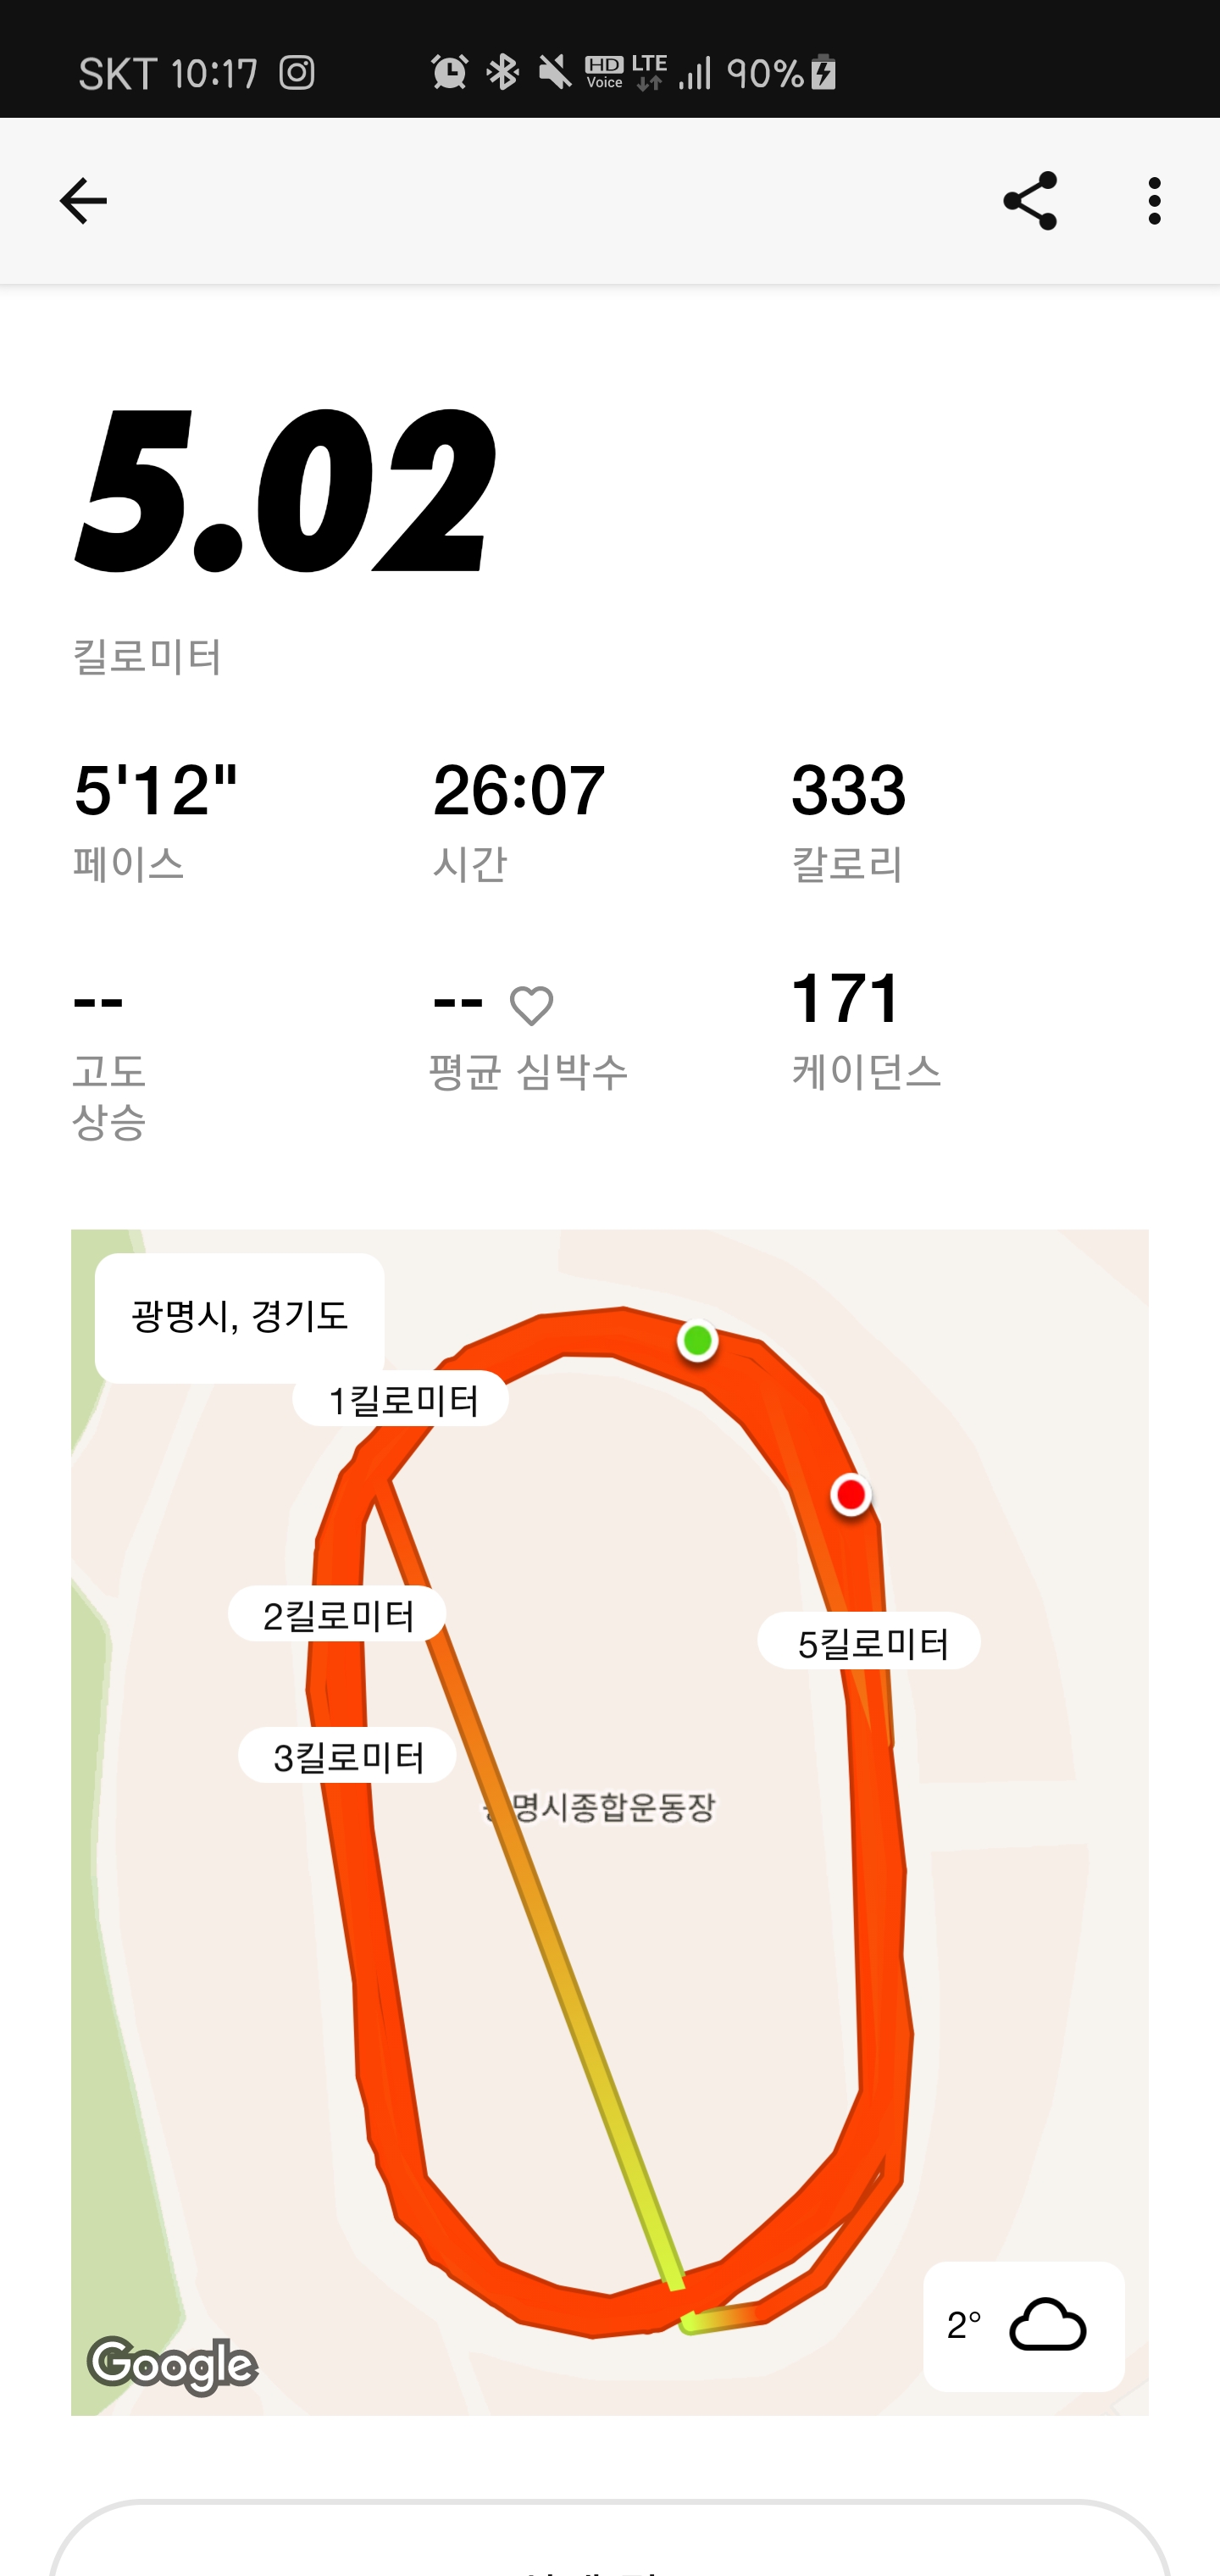 SKT 10:17 HD Voice LTE 90%
5.02
킬로미터
5'12" 26:07 333
페이스 시간 칼로리
-- -- 171
고도 평균 심박수 케이던스
상승
광명시, 경기도
1킬로미터
2킬로미터
5킬로미터
3킬로미터
명시종합운동장
2°
Google